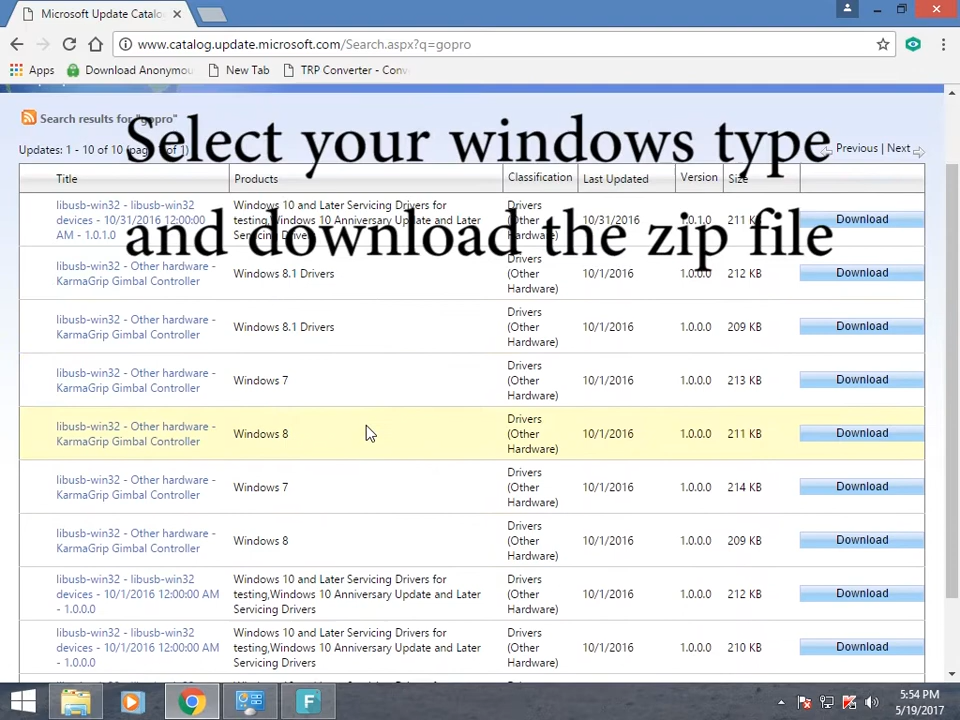 Microsoft Update Catalo
www.catalog.update.microsoft.com/Search.aspx?q=gopro
Apps
Download Anonymou
New Tab
TRP Converter - Conv
Search results for "gopro"
Updates: 1 - 10 of 10 (page 1 of 1)
Previous | Next
Select your windows type
and download the zip file
Title
Products
Classification
Last Updated
Version
Size
libusb-win32 - libusb-win32
devices - 10/31/2016 12:00:00
AM - 1.0.1.0
Windows 10 and Later Servicing Drivers for
testing,Windows 10 Anniversary Update and Later
Servicing Drivers
Drivers
(Other
Hardware)
10/31/2016
1.0.1.0
211 KB
Download
libusb-win32 - Other hardware -
KarmaGrip Gimbal Controller
Windows 8.1 Drivers
Drivers
(Other
Hardware)
10/1/2016
1.0.0.0
212 KB
Download
libusb-win32 - Other hardware -
KarmaGrip Gimbal Controller
Windows 8.1 Drivers
Drivers
(Other
Hardware)
10/1/2016
1.0.0.0
209 KB
Download
libusb-win32 - Other hardware -
KarmaGrip Gimbal Controller
Windows 7
Drivers
(Other
Hardware)
10/1/2016
1.0.0.0
213 KB
Download
libusb-win32 - Other hardware -
KarmaGrip Gimbal Controller
Windows 8
Drivers
(Other
Hardware)
10/1/2016
1.0.0.0
211 KB
Download
libusb-win32 - Other hardware -
KarmaGrip Gimbal Controller
Windows 7
Drivers
(Other
Hardware)
10/1/2016
1.0.0.0
214 KB
Download
libusb-win32 - Other hardware -
KarmaGrip Gimbal Controller
Windows 8
Drivers
(Other
Hardware)
10/1/2016
1.0.0.0
209 KB
Download
libusb-win32 - libusb-win32
devices - 10/1/2016 12:00:00 AM
- 1.0.0.0
Windows 10 and Later Servicing Drivers for
testing,Windows 10 Anniversary Update and Later
Servicing Drivers
Drivers
(Other
Hardware)
10/1/2016
1.0.0.0
212 KB
Download
libusb-win32 - libusb-win32
devices - 10/1/2016 12:00:00 AM
- 1.0.0.0
Windows 10 and Later Servicing Drivers for
testing,Windows 10 Anniversary Update and Later
Servicing Drivers
Drivers
(Other
Hardware)
10/1/2016
1.0.0.0
210 KB
Download
F
5:54 PM
5/19/2017